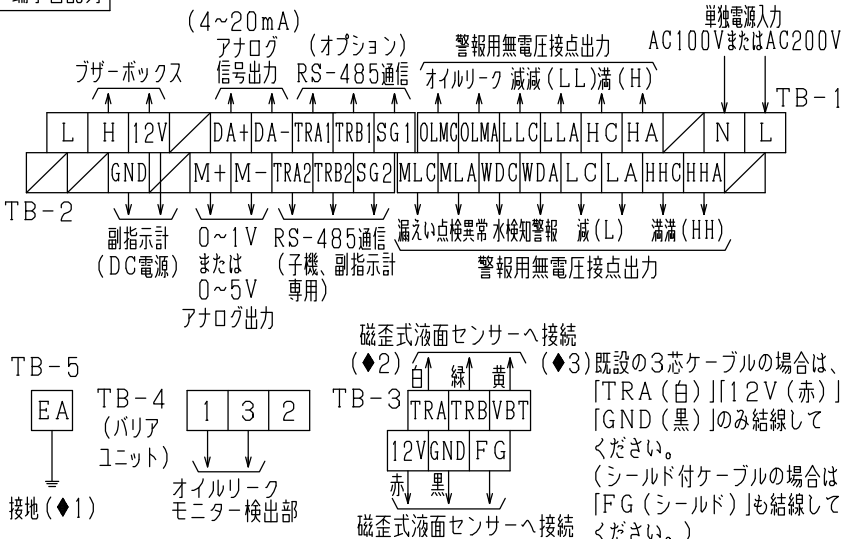 (4~20mA)
アナログ
信号出力
(オプション)
RS-485通信
警報用無電圧接点出力
オイルリーク 減減(LL) 満(H)
単独電源入力
AC100VまたはAC200V
ブザーボックス
TB-1
L H 12V DA+ DA- TRA1 TRB1 SG1 OLMC OLMA LLC LLA HC HA N L
GND M+ M- TRA2 TRB2 SG2 MLC MLA WDC WDA LC LA HHC HHA
TB-2
副指示計
(DC電源)
0~1V
または
0~5V
アナログ出力
RS-485通信
(子機、副指示計
専用)
漏えい点検異常 水検知警報 減(L) 満満(HH)
警報用無電圧接点出力
TB-5
EA
接地(◆1)
TB-4
(バリア
ユニット)
1 3 2
オイルリーク
モニター検出部
磁歪式液面センサーへ接続
(◆2)
白 緑 黄
TB-3
TRA TRB VBT
12V GND FG
赤 黒
磁歪式液面センサーへ接続
(◆3)既設の3芯ケーブルの場合は、
「TRA(白)」「12V(赤)」
「GND(黒)」のみ結線して
ください。
(シールド付ケーブルの場合は
「FG(シールド)」も結線して
ください。)